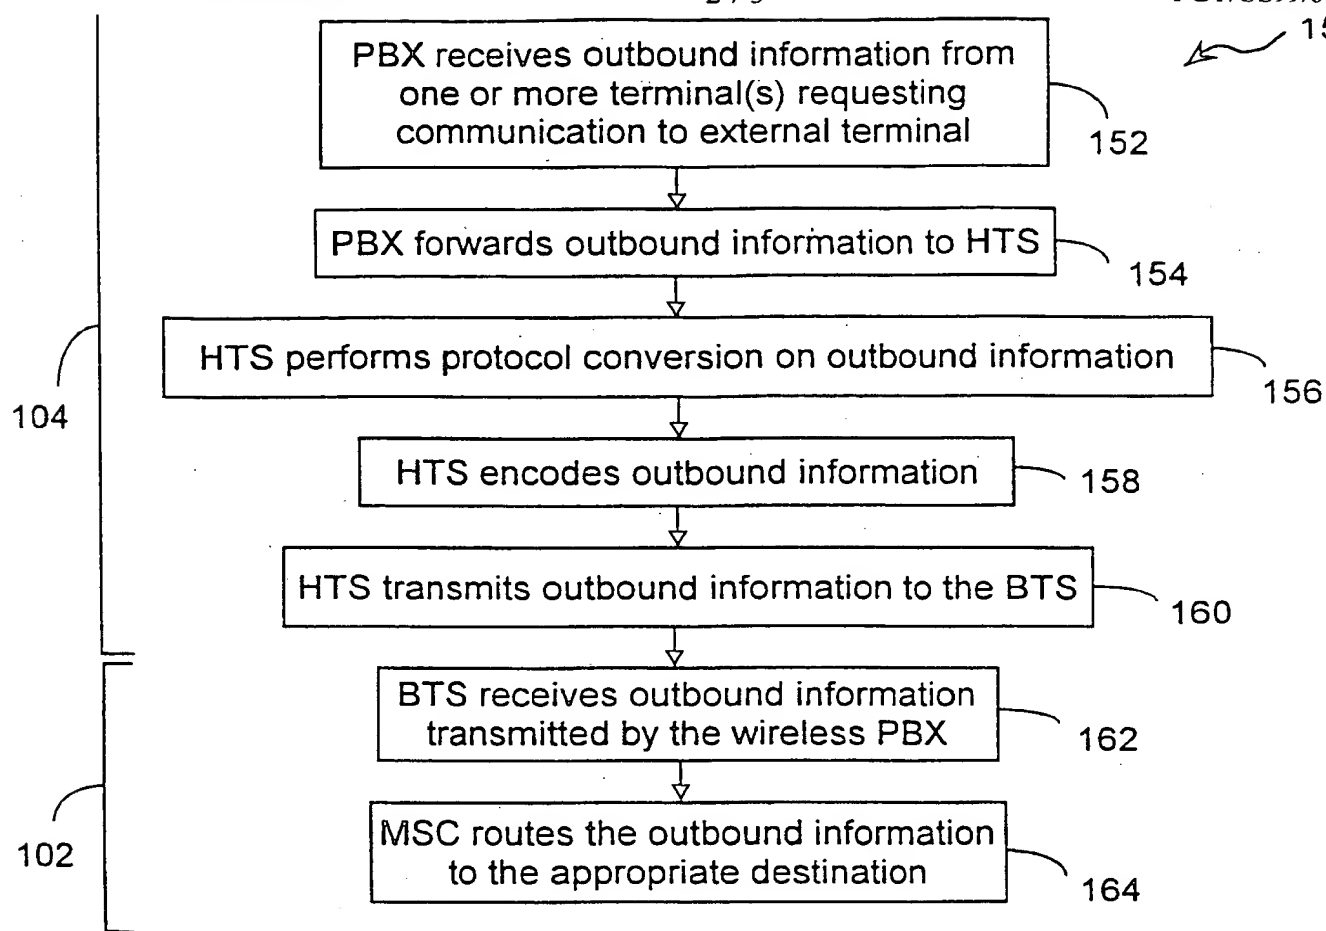 PBX receives outbound information from
one or more terminal(s) requesting
communication to external terminal
152
PBX forwards outbound information to HTS
154
HTS performs protocol conversion on outbound information
156
104
HTS encodes outbound information
158
HTS transmits outbound information to the BTS
160
BTS receives outbound information
transmitted by the wireless PBX
162
102
MSC routes the outbound information
to the appropriate destination
164